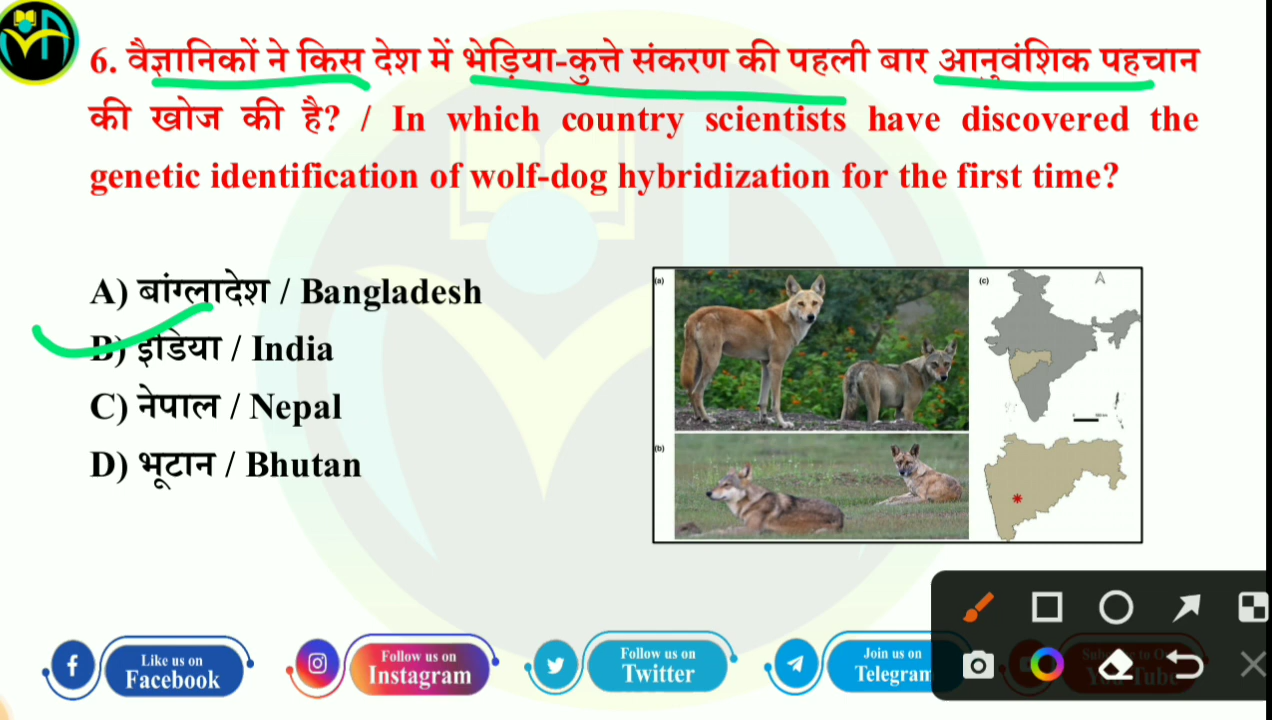 6. वैज्ञानिकों ने किस देश में भेड़िया-कुत्ते संकरण की पहली बार आनुवंशिक पहचान
की खोज की है? / In which country scientists have discovered the
genetic identification of wolf-dog hybridization for the first time?
A) बांग्लादेश / Bangladesh
B) इंडिया / India
C) नेपाल / Nepal
D) भूटान / Bhutan
(a)
(c)
(b)
Like us on
Facebook
Follow us on
Instagram
Follow us on
Twitter
Join us on
Telegram